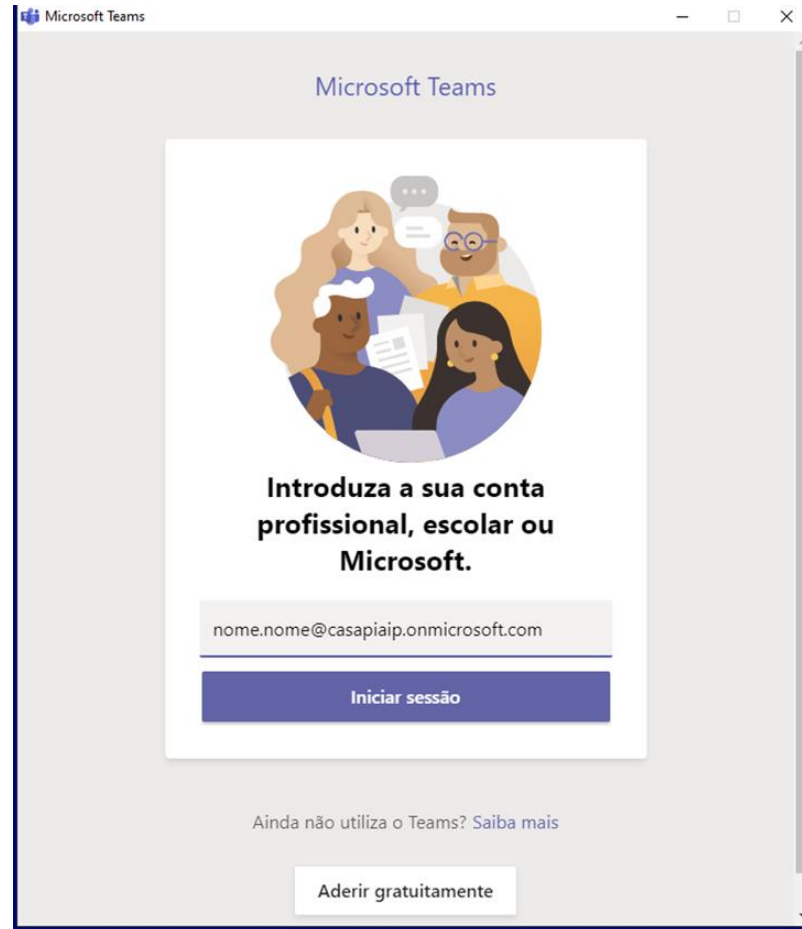 Microsoft Teams
Microsoft Teams
Introduza a sua conta
profissional, escolar ou
Microsoft.
nome.nome@casapiaip.onmicrosoft.com
Iniciar sessão
Ainda não utiliza o Teams? Saiba mais
Aderir gratuitamente